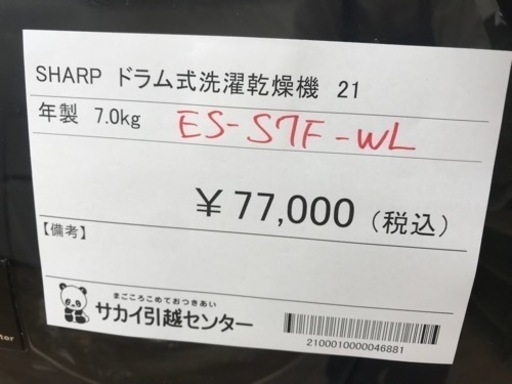 SHARP ドラム式洗濯乾燥機 21
年製 7.0kg ES-S7F-WL
¥77,000（税込）
【備考】
まごころこめておつきあい
サカイ引越センター
2100010000046881